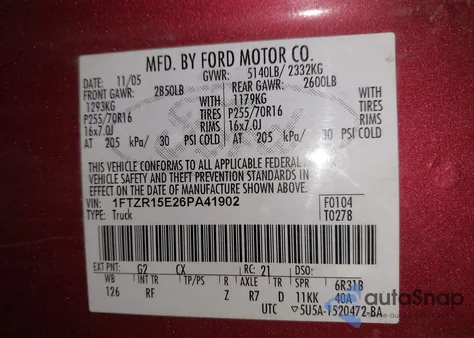 MFD. BY FORD MOTOR CO.
DATE: 11/05 GVWR: 5140LB/ 2332KG
FRONT GAWR: 2850LB REAR GAWR: 2600LB
1293KG WITH 1179KG WITH
P255/70R16 TIRES P255/70R16 TIRES
16x7.0J RIMS 16x7.0J RIMS
AT 205 kPa/ 30 PSI COLD AT 205 kPa/ 30 PSI COLD
THIS VEHICLE CONFORMS TO ALL APPLICABLE FEDERAL MOTOR
VEHICLE SAFETY AND THEFT PREVENTION STANDARDS IN
EFFECT ON THE DATE OF MANUFACTURE SHOWN ABOVE.
VIN: 1FTZR15E26PA41902 F0104
TYPE: Truck T0278
EXT PNT: G2 CX RC: 21 DSO:
WB INT TR TP/PS R AXLE TR SPR 6R31B
126 RF Z R7 D 11KK 40A
UTC 5U5A-1520472-BA
autoSnap